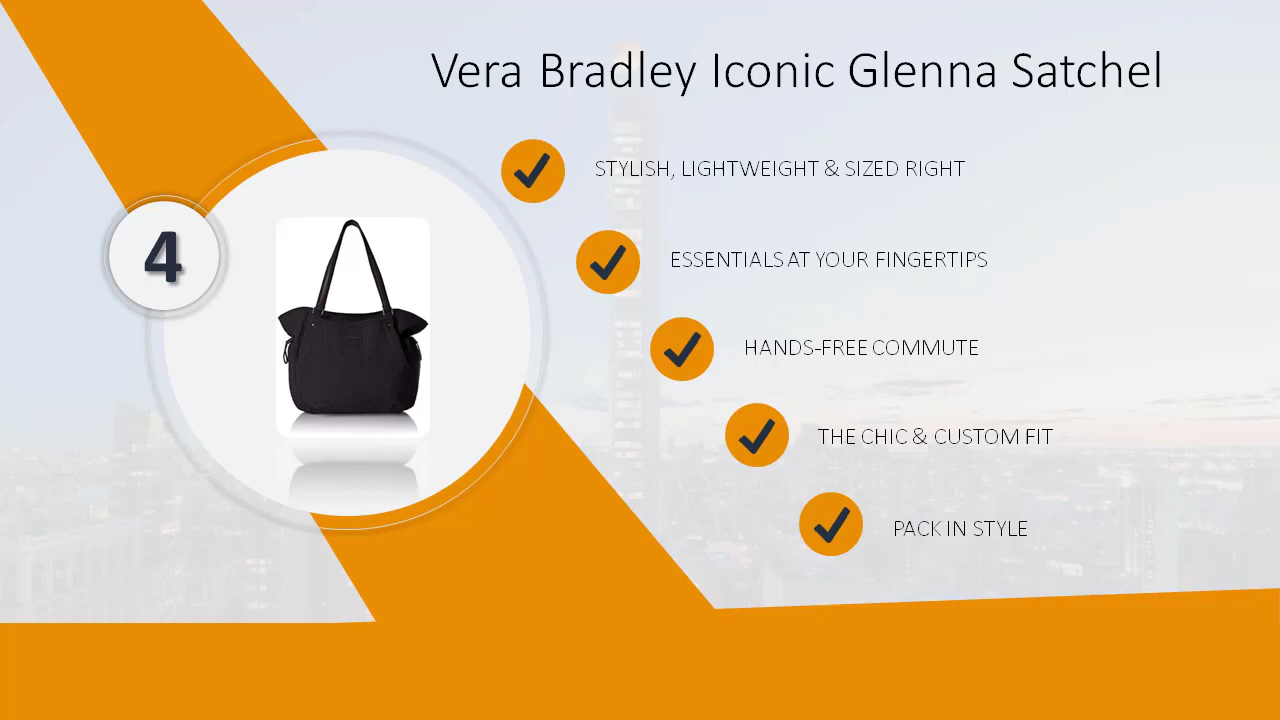 Vera Bradley Iconic Glenna Satchel
STYLISH, LIGHTWEIGHT & SIZED RIGHT
4
ESSENTIALS AT YOUR FINGERTIPS
HANDS-FREE COMMUTE
THE CHIC & CUSTOM FIT
PACK IN STYLE